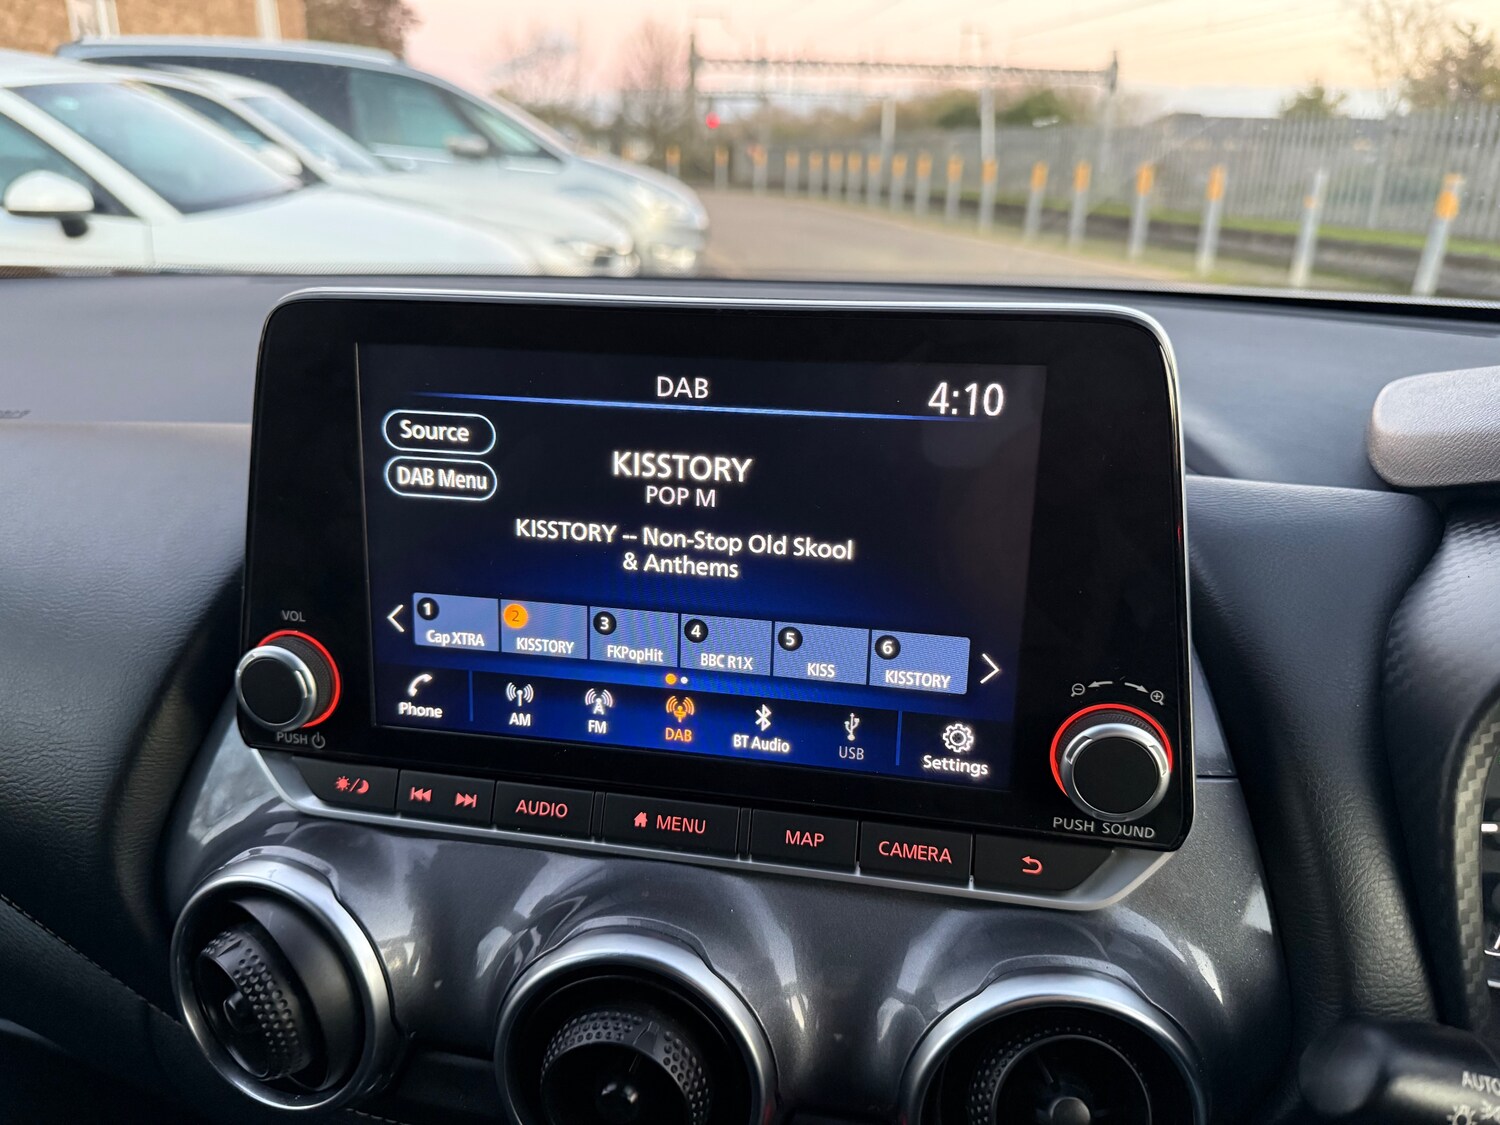 DAB
4:10
Source
DAB Menu
KISSTORY
POP M
KISSTORY -- Non-Stop Old Skool
& Anthems
1 2 3 4 5 6
Cap XTRA KISSTORY FKPopHit BBC R1X KISS KISSTORY
Phone AM FM DAB BT Audio USB Settings
VOL
PUSH
PUSH SOUND
AUDIO MENU MAP CAMERA
AUTO